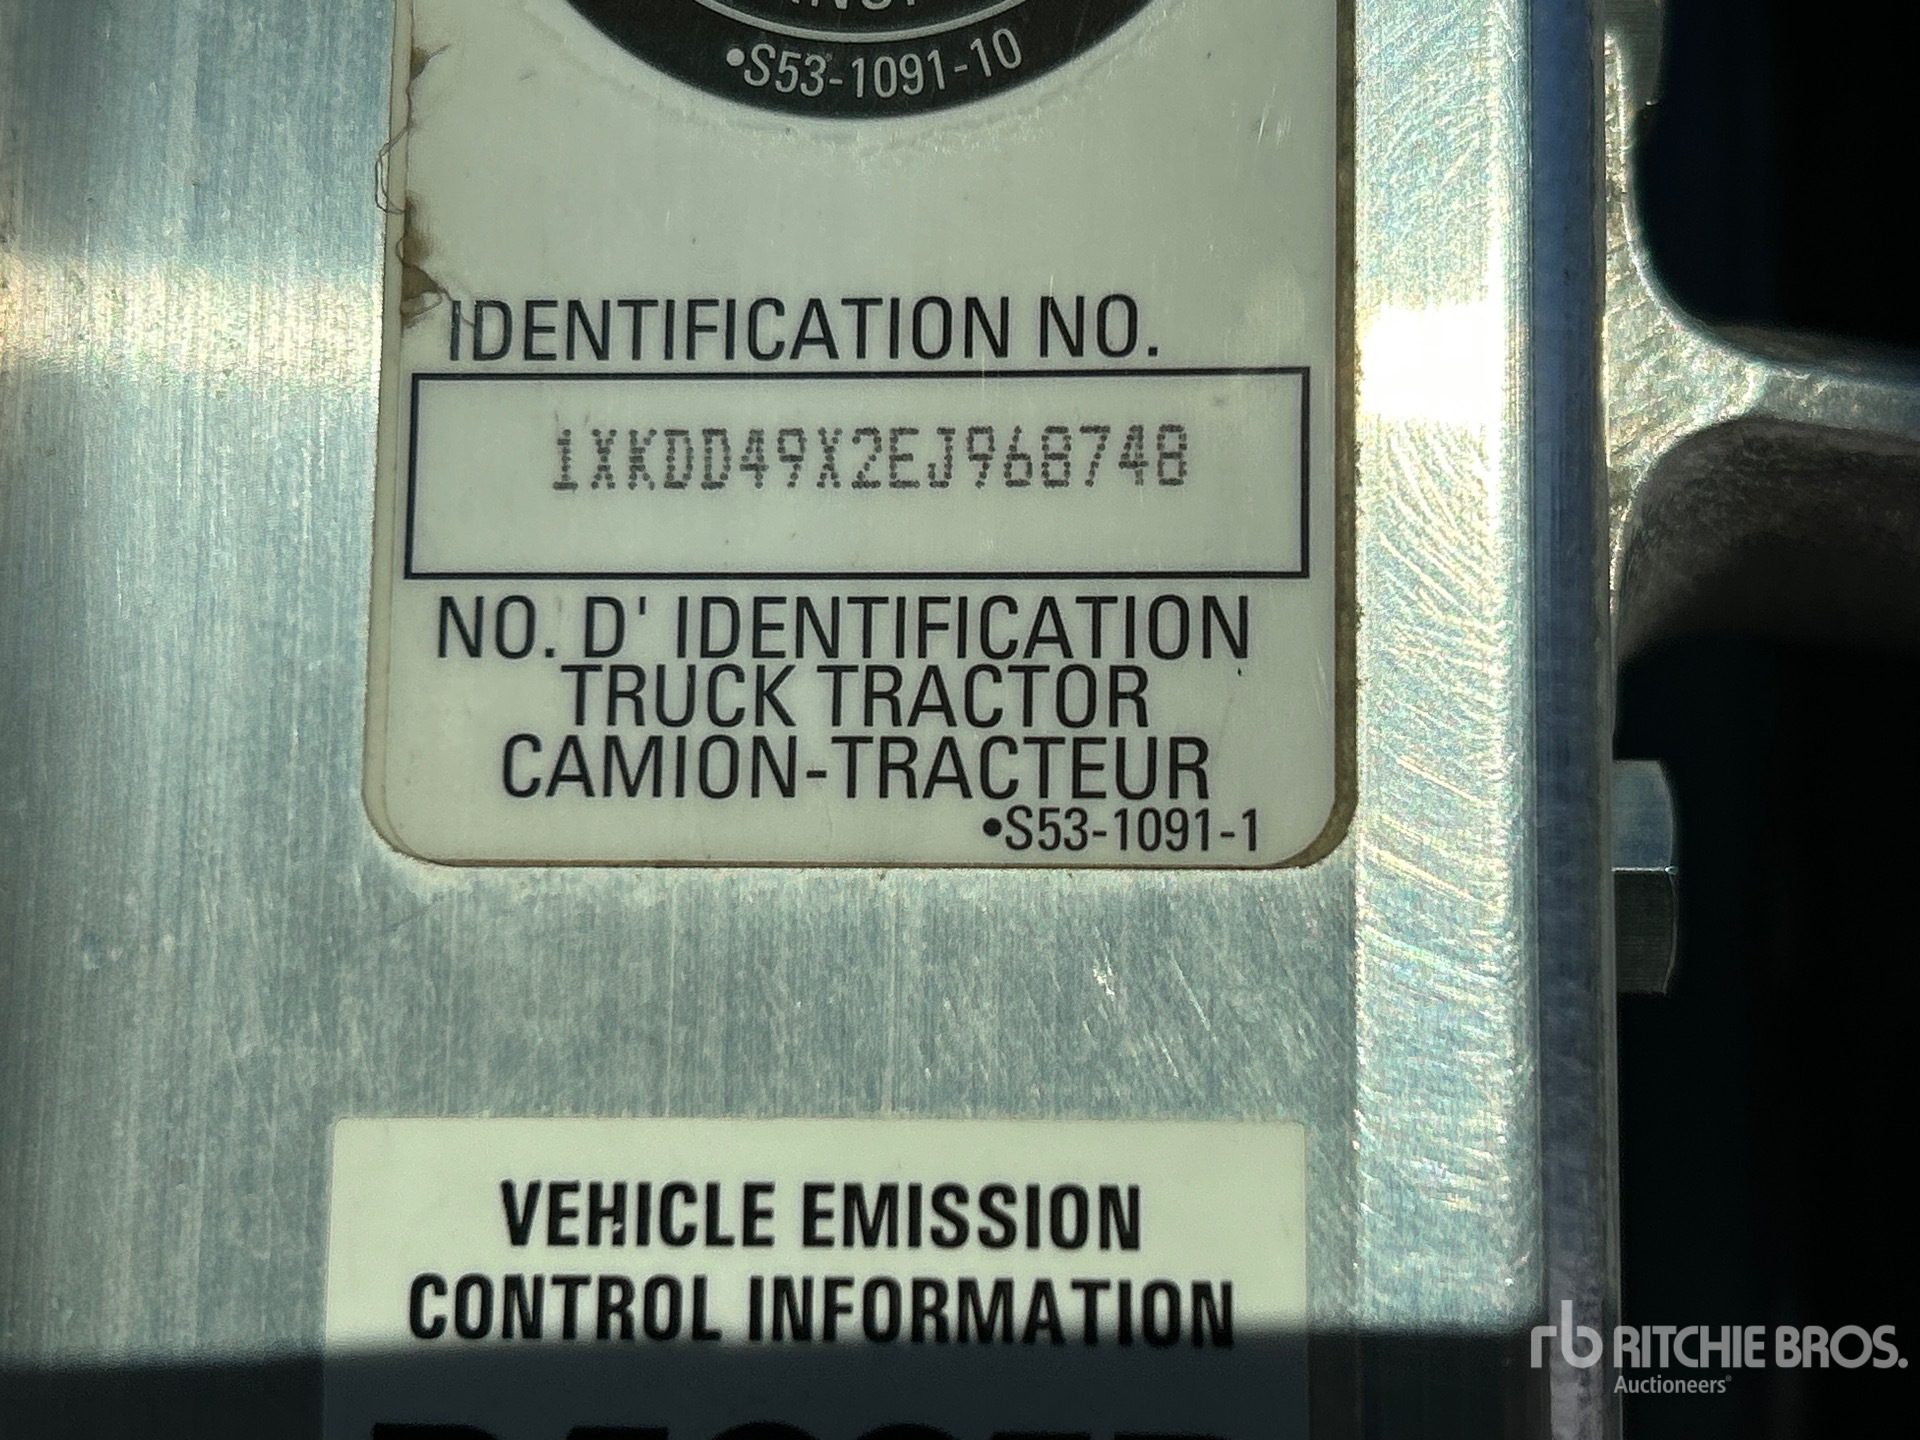 •S53-1091-10
IDENTIFICATION NO.
1XKDD49X2EJ968748
NO. D' IDENTIFICATION
TRUCK TRACTOR
CAMION-TRACTEUR
•S53-1091-1
VEHICLE EMISSION
CONTROL INFORMATION
rb RITCHIE BROS.
Auctioneers